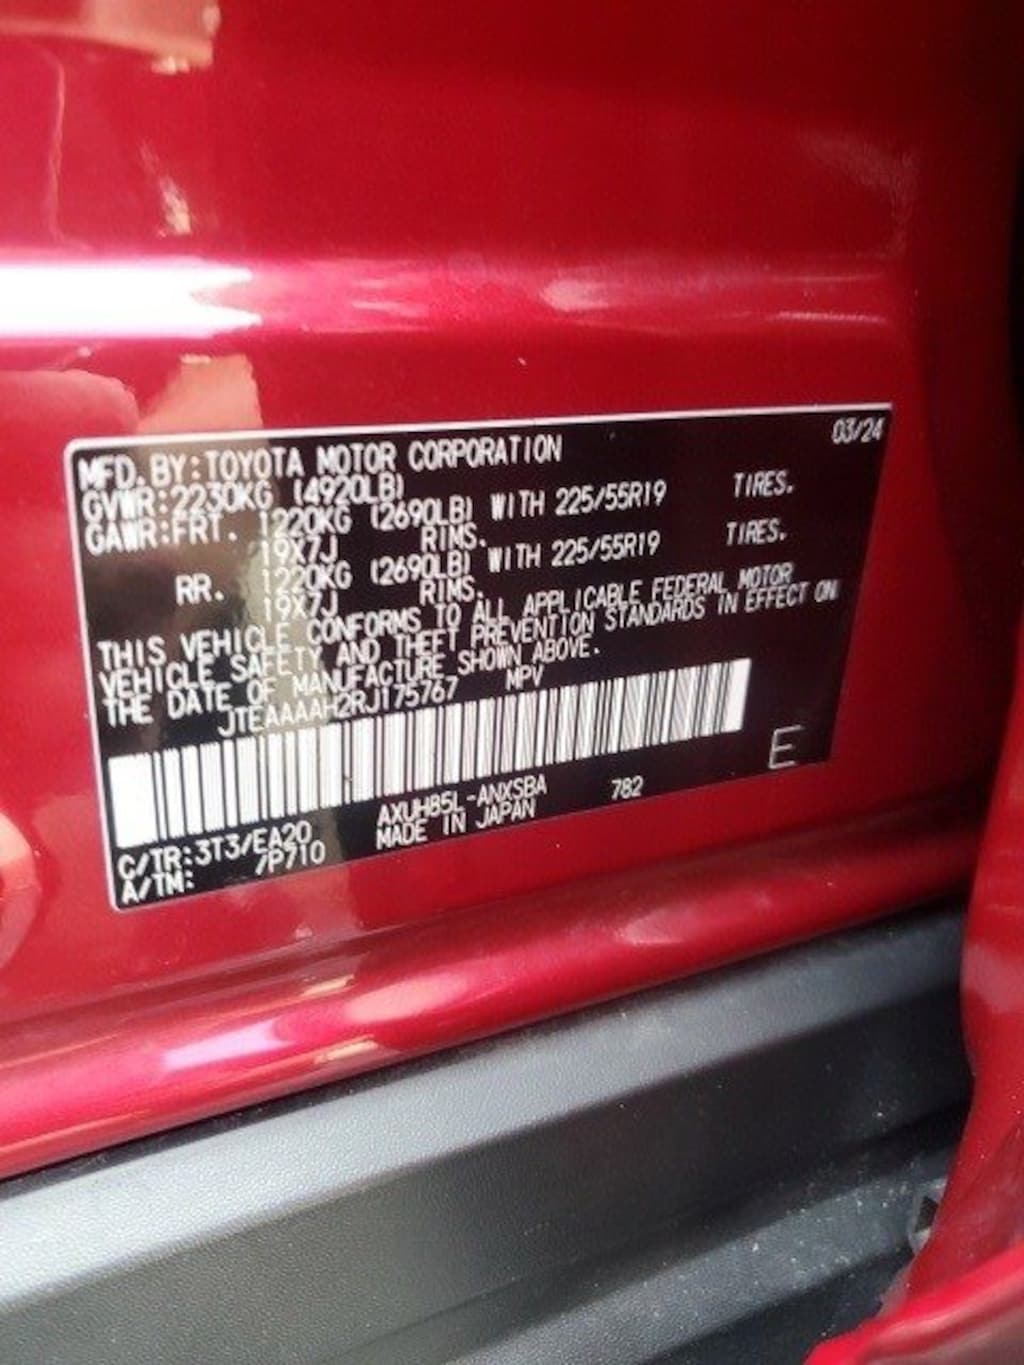 03/24
MFD. BY:TOYOTA MOTOR CORPORATION
GVWR:2230KG (4920LB)
GAWR:FRT. 1220KG (2690LB) WITH 225/55R19 TIRES.
19X7J RIMS.
RR. 1220KG (2690LB) WITH 225/55R19 TIRES.
19X7J RIMS.
THIS VEHICLE CONFORMS TO ALL APPLICABLE FEDERAL MOTOR
VEHICLE SAFETY AND THEFT PREVENTION STANDARDS IN EFFECT ON
THE DATE OF MANUFACTURE SHOWN ABOVE.
JTEAAAAH2RJ175767 MPV
E
AXUH85L-ANXSBA 782
C/TR:3T3/EA20 MADE IN JAPAN
A/TM: /P710